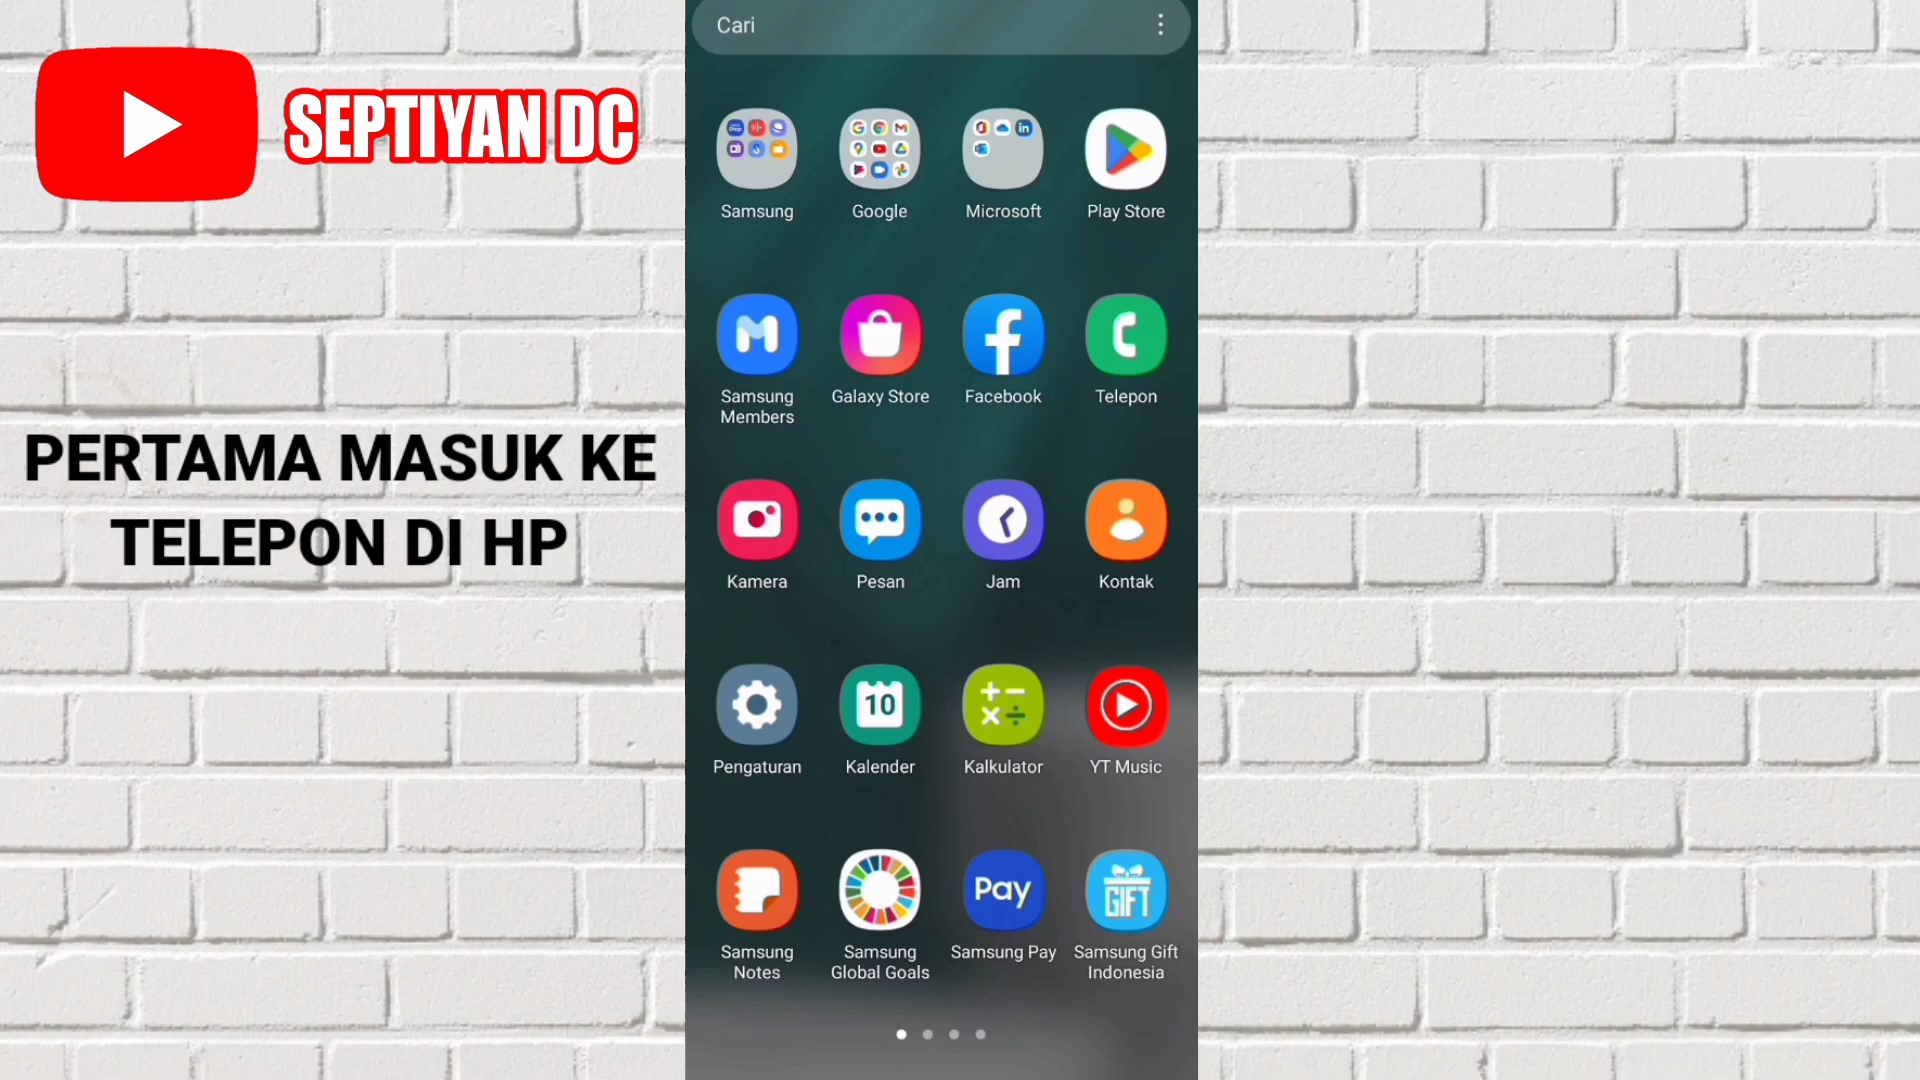 SEPTIYAN DC
PERTAMA MASUK KE
TELEPON DI HP
Cari
Samsung
Google
Microsoft
Play Store
Samsung
Members
Galaxy Store
Facebook
Telepon
Kamera
Pesan
Jam
Kontak
Pengaturan
10
Kalender
Kalkulator
YT Music
Samsung
Notes
Samsung
Global Goals
Pay
Samsung Pay
GIFT
Samsung Gift
Indonesia